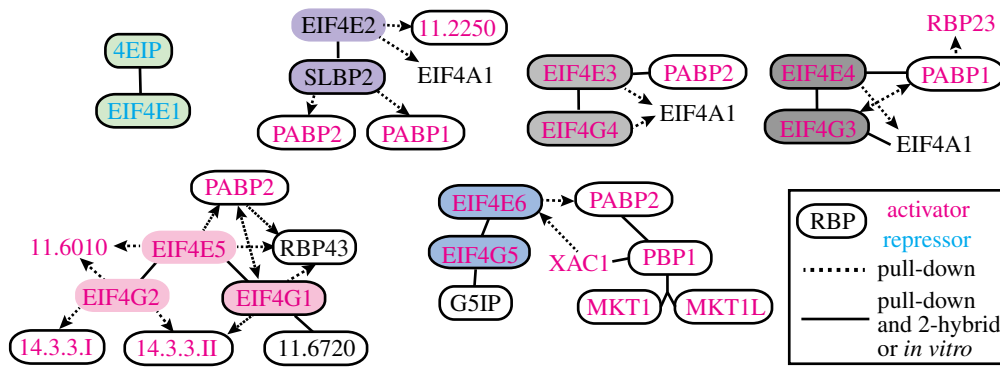 4EIP
EIF4E1
EIF4E2
11.2250
SLBP2
EIF4A1
PABP2
PABP1
EIF4E3
PABP2
EIF4G4
EIF4A1
RBP23
EIF4E4
PABP1
EIF4G3
EIF4A1
PABP2
11.6010
EIF4E5
RBP43
EIF4G2
EIF4G1
14.3.3.I
14.3.3.II
11.6720
EIF4E6
PABP2
EIF4G5
XAC1
PBP1
G5IP
MKT1
MKT1L
RBP
activator
repressor
pull-down
pull-down
and 2-hybrid
or in vitro